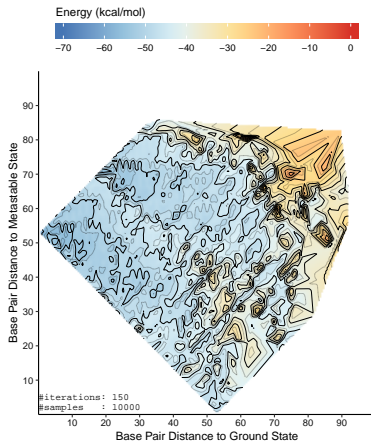 Energy (kcal/mol)
−70 −60 −50 −40 −30 −20 −10 0
Base Pair Distance to Metastable State
90
80
70
60
50
40
30
20
10
#iterations: 150
#samples   : 10000
10 20 30 40 50 60 70 80 90
Base Pair Distance to Ground State